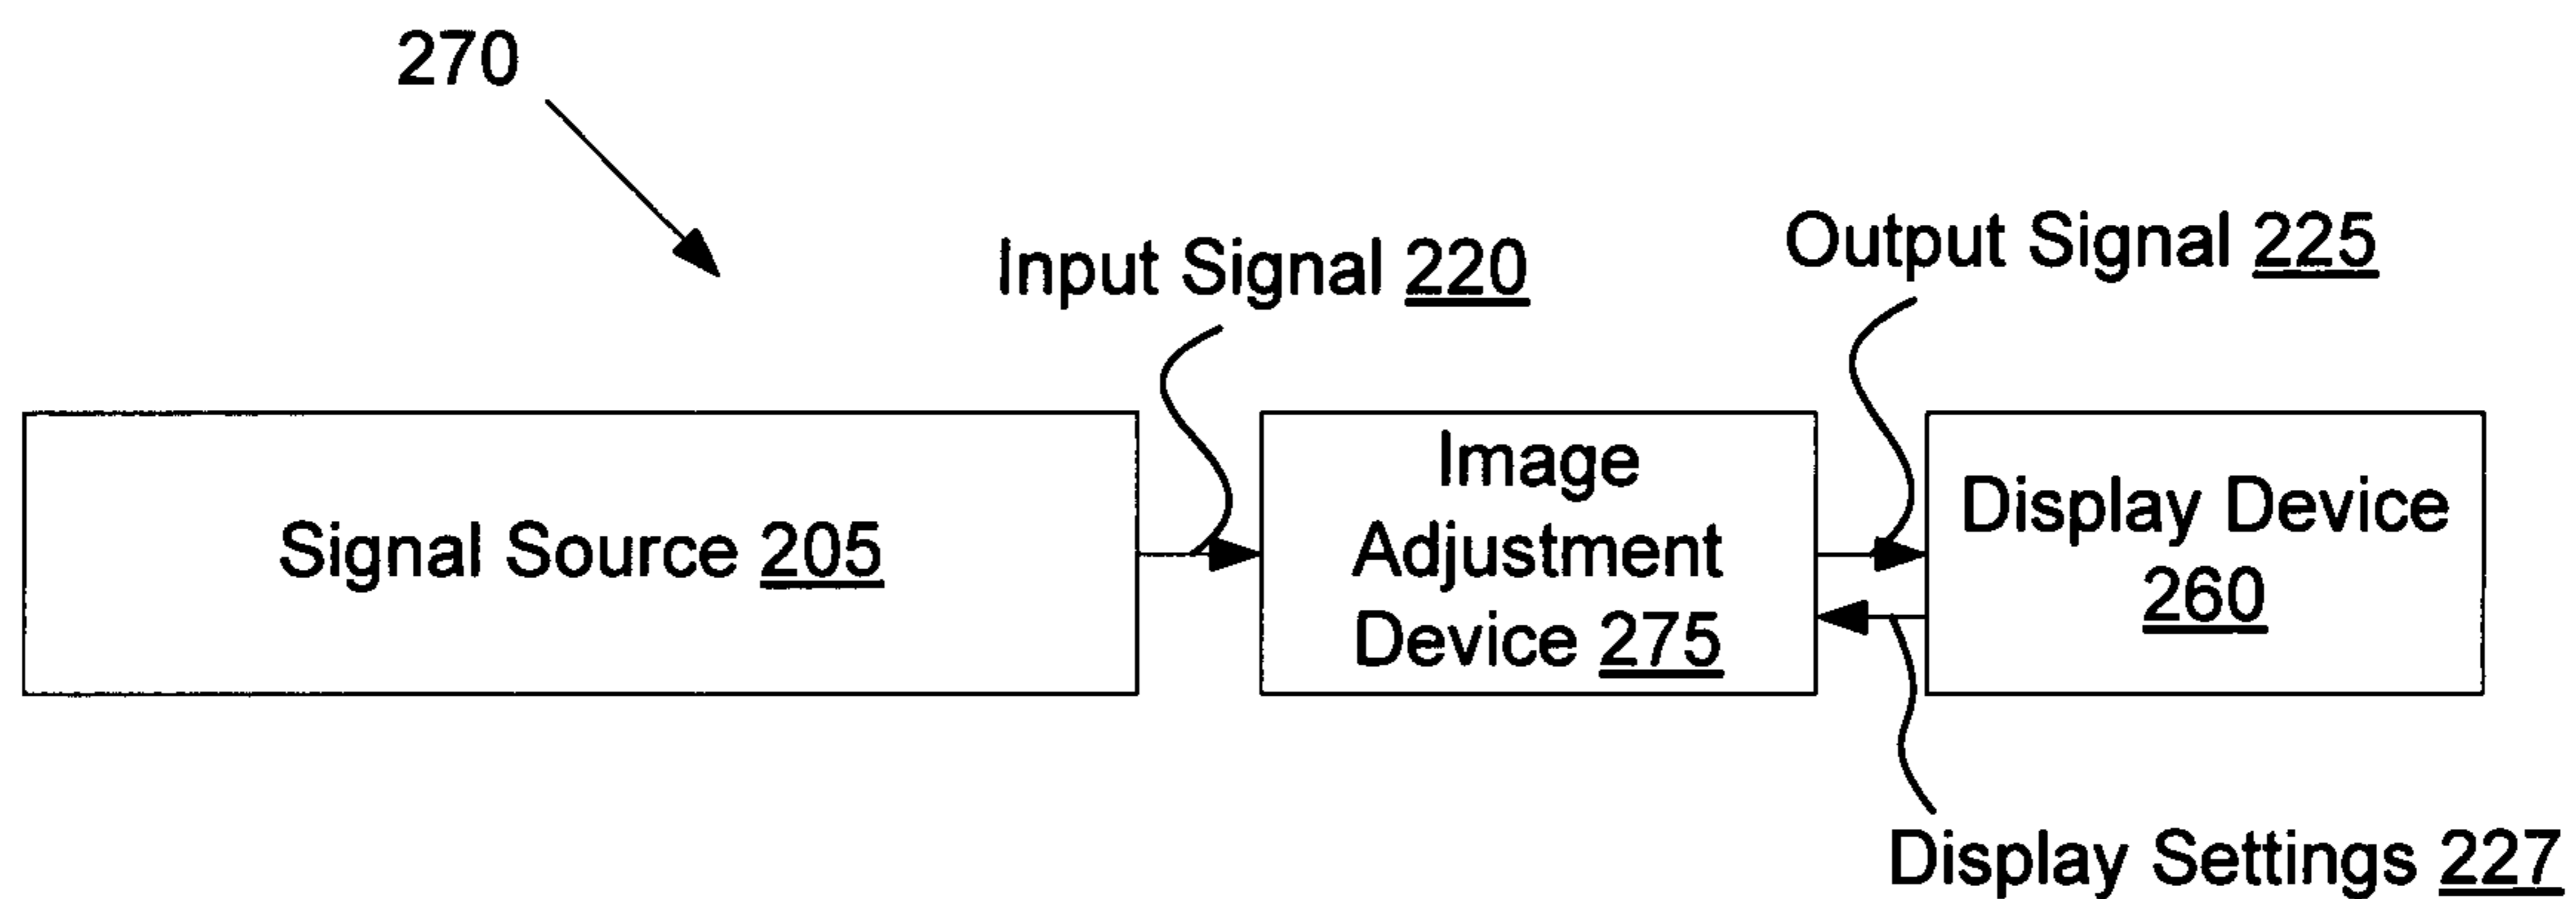 270
Input Signal 220
Output Signal 225
Signal Source 205
Image
Adjustment
Device 275
Display Device
260
Display Settings 227